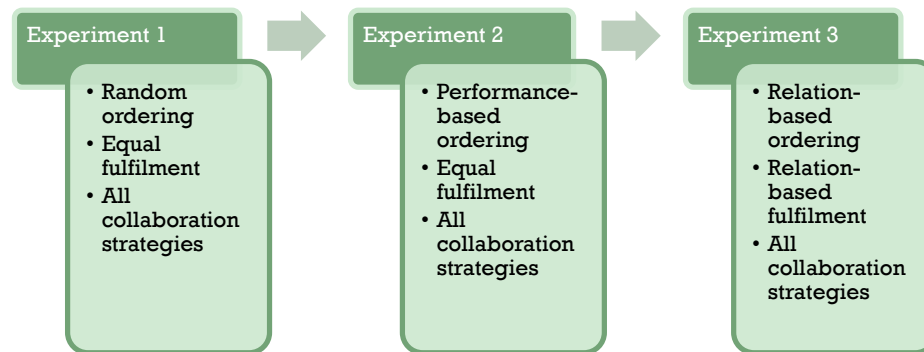 Experiment 1
• Random
ordering
• Equal
fulfilment
• All
collaboration
strategies
Experiment 2
• Performance-
based
ordering
• Equal
fulfilment
• All
collaboration
strategies
Experiment 3
• Relation-
based
ordering
• Relation-
based
fulfilment
• All
collaboration
strategies